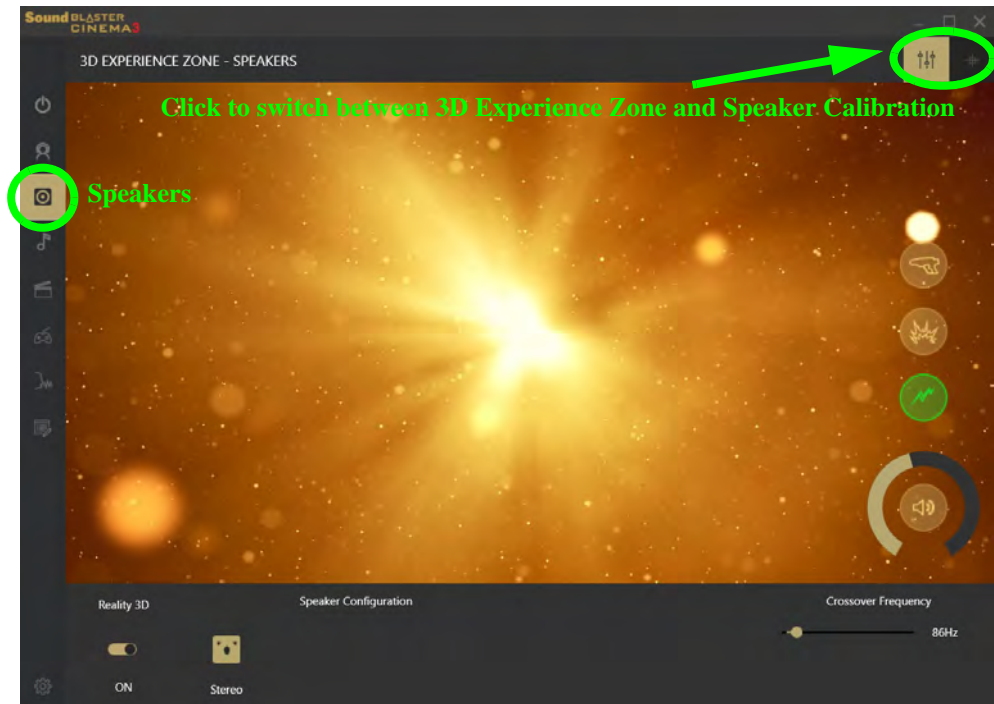 Sound BLASTER
CINEMA3
3D EXPERIENCE ZONE - SPEAKERS
Click to switch between 3D Experience Zone and Speaker Calibration
Speakers
Reality 3D
Speaker Configuration
Crossover Frequency
86Hz
ON
Stereo